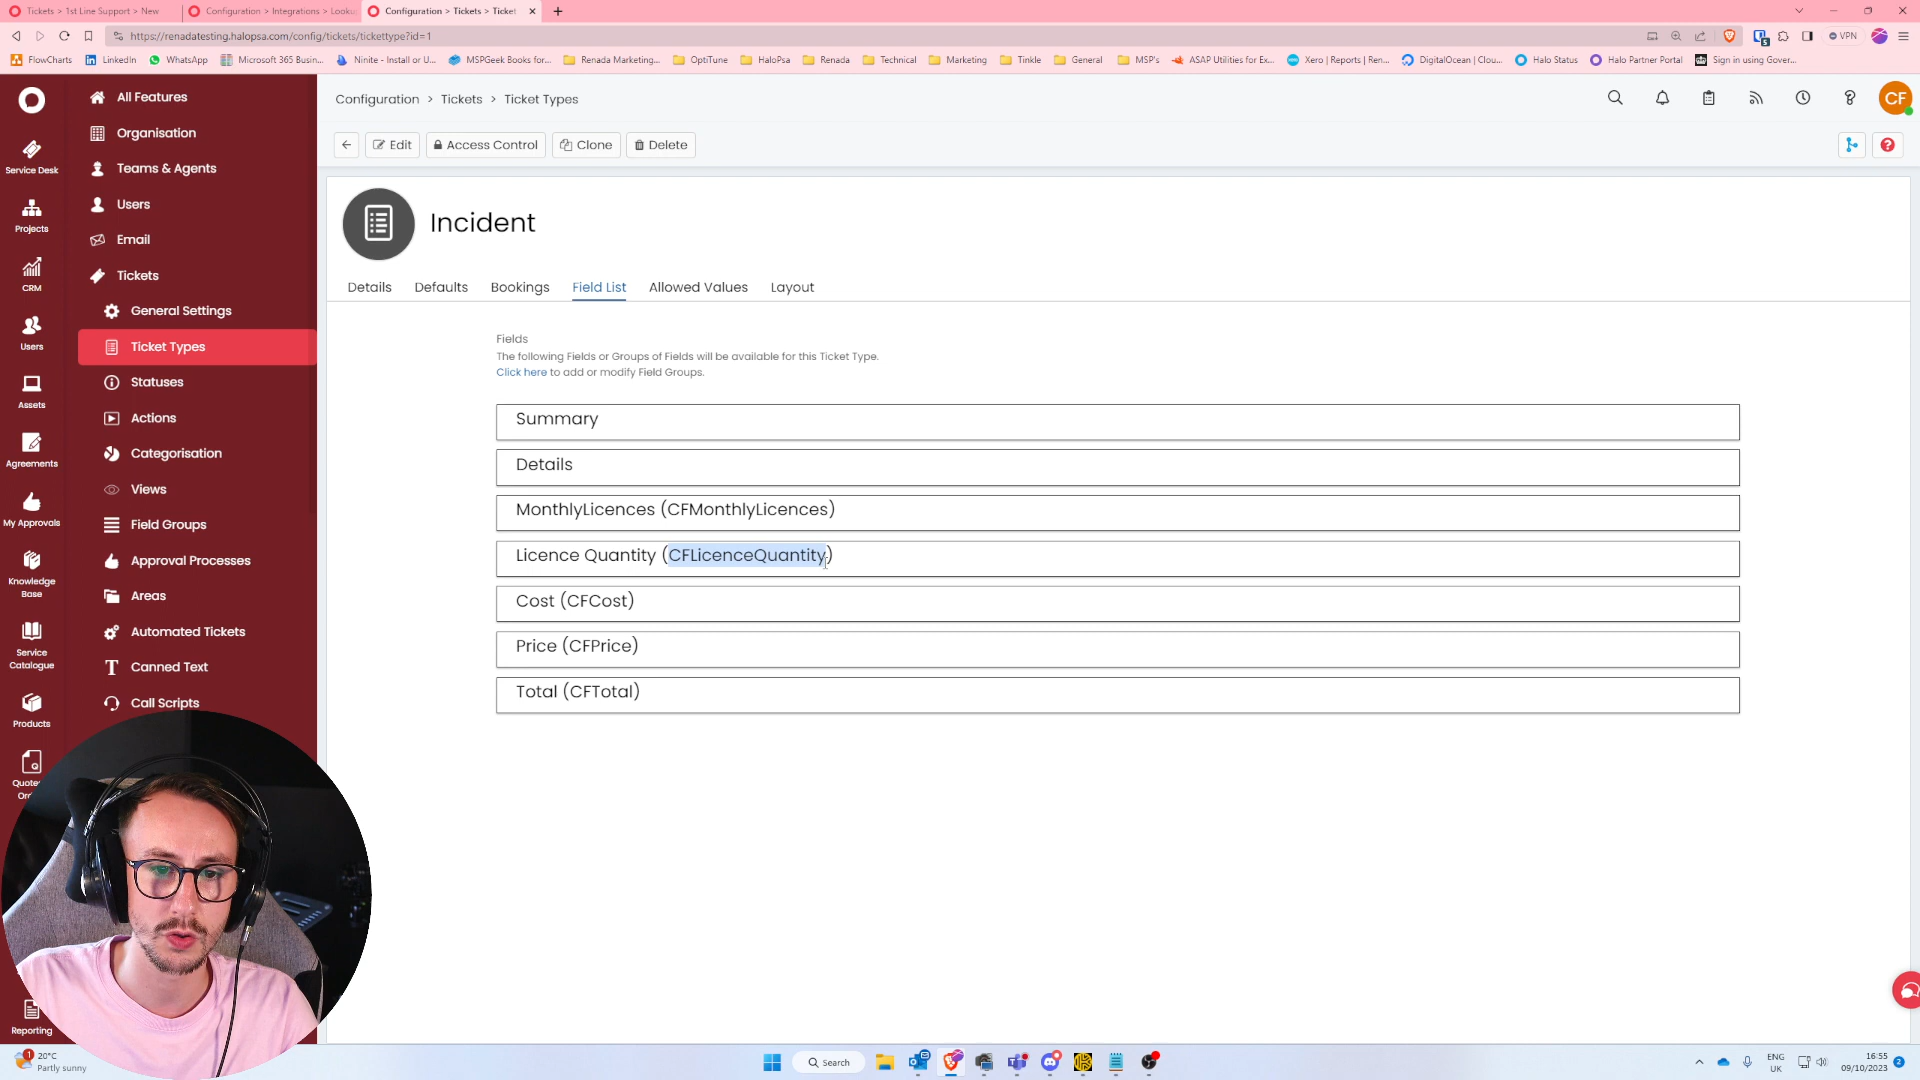 Tickets > 1st Line Support > New
Configuration > Integrations > Looku
Configuration > Tickets > Ticket
https://renadatesting.halopsa.com/config/tickets/tickettype?id=1
VPN
FlowCharts
LinkedIn
WhatsApp
Microsoft 365 Busin...
Ninite - Install or U...
MSPGeek Books for...
Renada Marketing...
OptiTune
HaloPsa
Renada
Technical
Marketing
Tinkle
General
MSP's
ASAP Utilities for Ex...
Xero | Reports | Ren...
DigitalOcean | Clou...
Halo Status
Halo Partner Portal
Sign in using Gover...
Service Desk
Projects
CRM
Users
Assets
Agreements
My Approvals
Knowledge
Base
Service
Catalogue
Products
Reporting
All Features
Organisation
Teams & Agents
Users
Email
Tickets
General Settings
Ticket Types
Statuses
Actions
Categorisation
Views
Field Groups
Approval Processes
Areas
Automated Tickets
Canned Text
Call Scripts
Configuration > Tickets > Ticket Types
CF
Edit
Access Control
Clone
Delete
Incident
Details
Defaults
Bookings
Field List
Allowed Values
Layout
Fields
The following Fields or Groups of Fields will be available for this Ticket Type.
Click here to add or modify Field Groups.
Summary
Details
MonthlyLicences (CFMonthlyLicences)
Licence Quantity (CFLicenceQuantity)
Cost (CFCost)
Price (CFPrice)
Total (CFTotal)
1
20°C
Partly sunny
Search
ENG
UK
16:55
09/10/2023
2